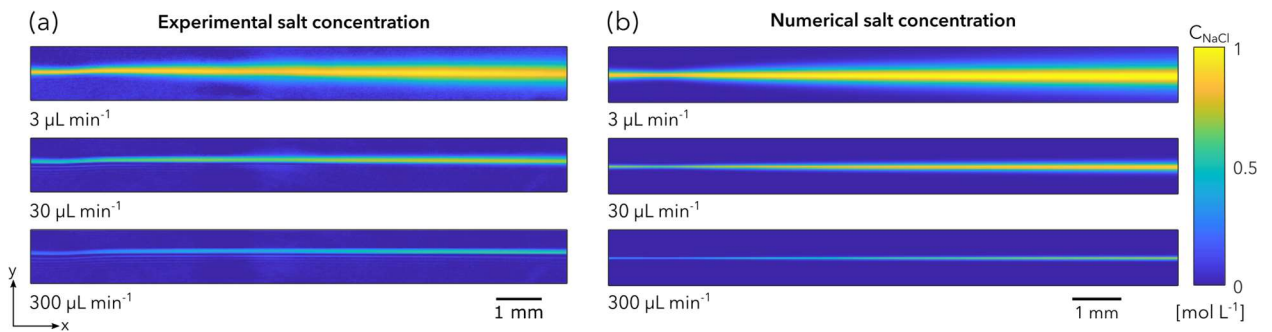 (a) Experimental salt concentration
3 µL min⁻¹
30 µL min⁻¹
300 µL min⁻¹
y
x
1 mm
(b) Numerical salt concentration
3 µL min⁻¹
30 µL min⁻¹
300 µL min⁻¹
1 mm
C_NaCl
1
0.5
0
[mol L⁻¹]